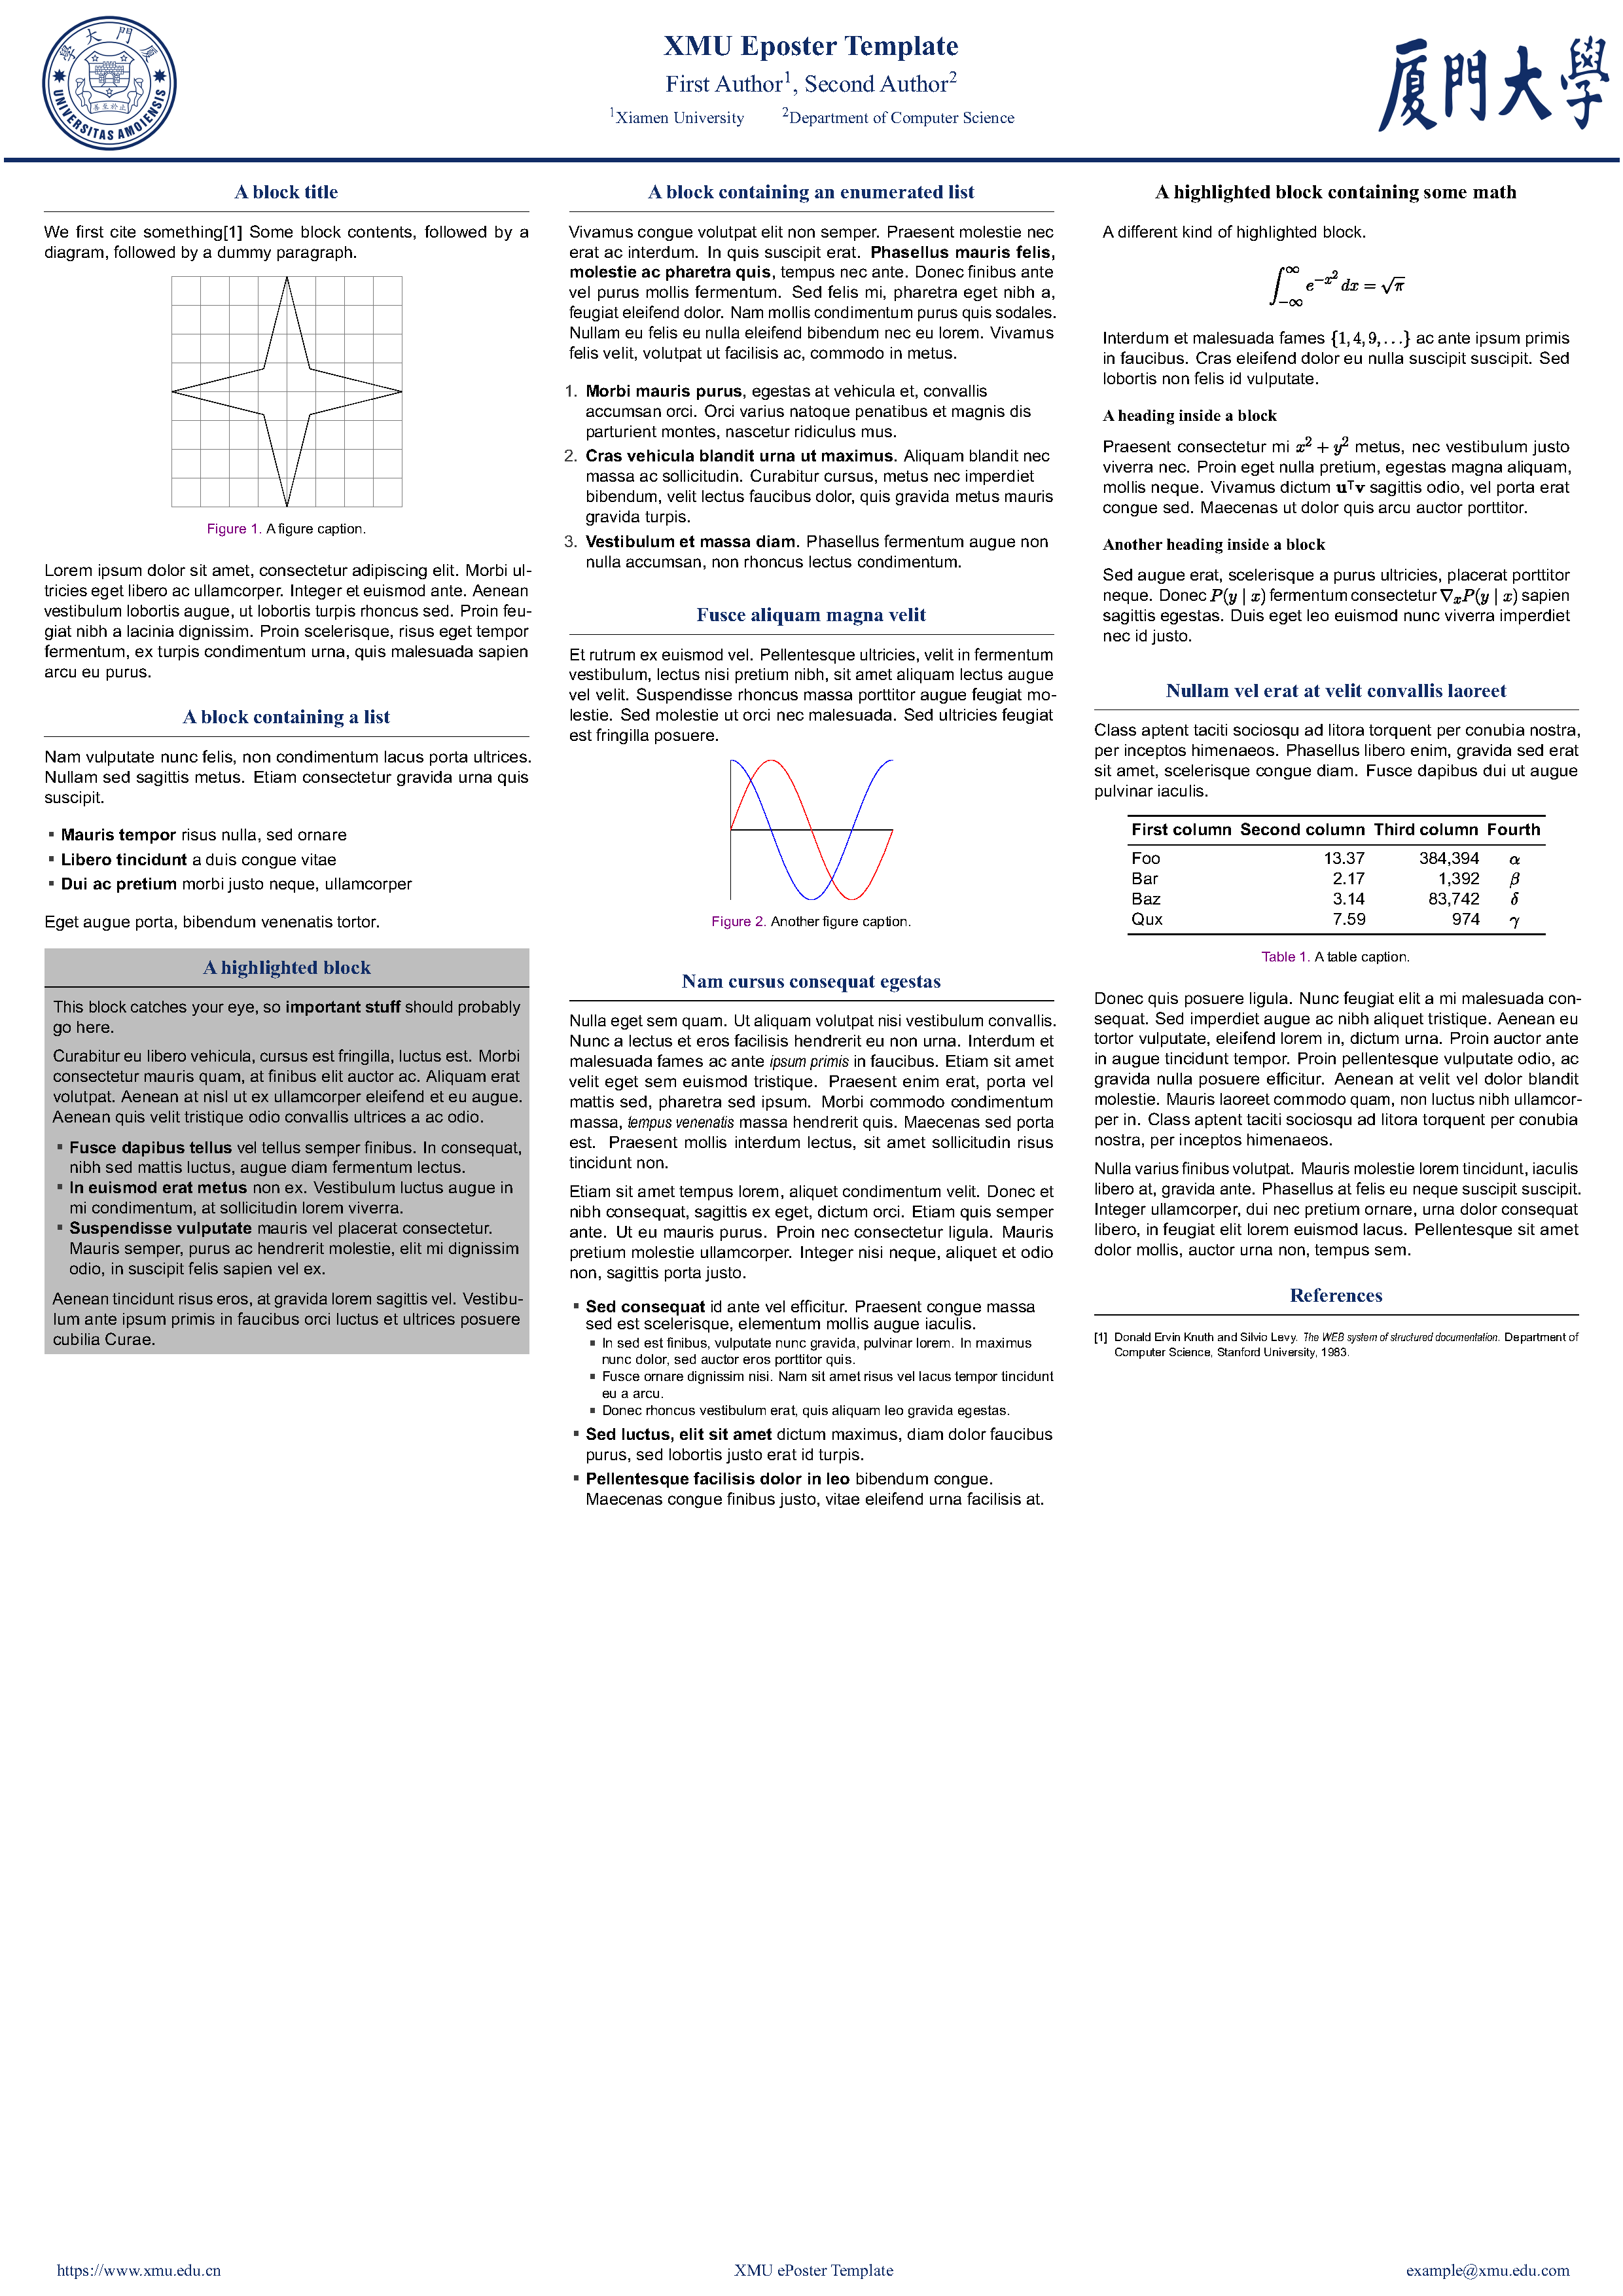 學大門厦
UNIVERSITAS AMOIENSIS
XMU Eposter Template
First Author1, Second Author2
1Xiamen University 2Department of Computer Science
厦門大學
A block title
We first cite something[1] Some block contents, followed by a
diagram, followed by a dummy paragraph.
Figure 1. A figure caption.
Lorem ipsum dolor sit amet, consectetur adipiscing elit. Morbi ul-
tricies eget libero ac ullamcorper. Integer et euismod ante. Aenean
vestibulum lobortis augue, ut lobortis turpis rhoncus sed. Proin feu-
giat nibh a lacinia dignissim. Proin scelerisque, risus eget tempor
fermentum, ex turpis condimentum urna, quis malesuada sapien
arcu eu purus.
A block containing a list
Nam vulputate nunc felis, non condimentum lacus porta ultrices.
Nullam sed sagittis metus. Etiam consectetur gravida urna quis
suscipit.
▪ Mauris tempor risus nulla, sed ornare
▪ Libero tincidunt a duis congue vitae
▪ Dui ac pretium morbi justo neque, ullamcorper
Eget augue porta, bibendum venenatis tortor.
A highlighted block
This block catches your eye, so important stuff should probably
go here.
Curabitur eu libero vehicula, cursus est fringilla, luctus est. Morbi
consectetur mauris quam, at finibus elit auctor ac. Aliquam erat
volutpat. Aenean at nisl ut ex ullamcorper eleifend et eu augue.
Aenean quis velit tristique odio convallis ultrices a ac odio.
▪ Fusce dapibus tellus vel tellus semper finibus. In consequat,
nibh sed mattis luctus, augue diam fermentum lectus.
▪ In euismod erat metus non ex. Vestibulum luctus augue in
mi condimentum, at sollicitudin lorem viverra.
▪ Suspendisse vulputate mauris vel placerat consectetur.
Mauris semper, purus ac hendrerit molestie, elit mi dignissim
odio, in suscipit felis sapien vel ex.
Aenean tincidunt risus eros, at gravida lorem sagittis vel. Vestibu-
lum ante ipsum primis in faucibus orci luctus et ultrices posuere
cubilia Curae.
A block containing an enumerated list
Vivamus congue volutpat elit non semper. Praesent molestie nec
erat ac interdum. In quis suscipit erat. Phasellus mauris felis,
molestie ac pharetra quis, tempus nec ante. Donec finibus ante
vel purus mollis fermentum. Sed felis mi, pharetra eget nibh a,
feugiat eleifend dolor. Nam mollis condimentum purus quis sodales.
Nullam eu felis eu nulla eleifend bibendum nec eu lorem. Vivamus
felis velit, volutpat ut facilisis ac, commodo in metus.
1. Morbi mauris purus, egestas at vehicula et, convallis
accumsan orci. Orci varius natoque penatibus et magnis dis
parturient montes, nascetur ridiculus mus.
2. Cras vehicula blandit urna ut maximus. Aliquam blandit nec
massa ac sollicitudin. Curabitur cursus, metus nec imperdiet
bibendum, velit lectus faucibus dolor, quis gravida metus mauris
gravida turpis.
3. Vestibulum et massa diam. Phasellus fermentum augue non
nulla accumsan, non rhoncus lectus condimentum.
Fusce aliquam magna velit
Et rutrum ex euismod vel. Pellentesque ultricies, velit in fermentum
vestibulum, lectus nisi pretium nibh, sit amet aliquam lectus augue
vel velit. Suspendisse rhoncus massa porttitor augue feugiat mo-
lestie. Sed molestie ut orci nec malesuada. Sed ultricies feugiat
est fringilla posuere.
Figure 2. Another figure caption.
Nam cursus consequat egestas
Nulla eget sem quam. Ut aliquam volutpat nisi vestibulum convallis.
Nunc a lectus et eros facilisis hendrerit eu non urna. Interdum et
malesuada fames ac ante ipsum primis in faucibus. Etiam sit amet
velit eget sem euismod tristique. Praesent enim erat, porta vel
mattis sed, pharetra sed ipsum. Morbi commodo condimentum
massa, tempus venenatis massa hendrerit quis. Maecenas sed porta
est. Praesent mollis interdum lectus, sit amet sollicitudin risus
tincidunt non.
Etiam sit amet tempus lorem, aliquet condimentum velit. Donec et
nibh consequat, sagittis ex eget, dictum orci. Etiam quis semper
ante. Ut eu mauris purus. Proin nec consectetur ligula. Mauris
pretium molestie ullamcorper. Integer nisi neque, aliquet et odio
non, sagittis porta justo.
▪ Sed consequat id ante vel efficitur. Praesent congue massa
sed est scelerisque, elementum mollis augue iaculis.
▪ In sed est finibus, vulputate nunc gravida, pulvinar lorem. In maximus
nunc dolor, sed auctor eros porttitor quis.
▪ Fusce ornare dignissim nisi. Nam sit amet risus vel lacus tempor tincidunt
eu a arcu.
▪ Donec rhoncus vestibulum erat, quis aliquam leo gravida egestas.
▪ Sed luctus, elit sit amet dictum maximus, diam dolor faucibus
purus, sed lobortis justo erat id turpis.
▪ Pellentesque facilisis dolor in leo bibendum congue.
Maecenas congue finibus justo, vitae eleifend urna facilisis at.
A highlighted block containing some math
A different kind of highlighted block.
∫_{-∞}^{∞} e^{-x^2} dx = √π
Interdum et malesuada fames {1, 4, 9, ...} ac ante ipsum primis
in faucibus. Cras eleifend dolor eu nulla suscipit suscipit. Sed
lobortis non felis id vulputate.
A heading inside a block
Praesent consectetur mi x² + y² metus, nec vestibulum justo
viverra nec. Proin eget nulla pretium, egestas magna aliquam,
mollis neque. Vivamus dictum uᵀv sagittis odio, vel porta erat
congue sed. Maecenas ut dolor quis arcu auctor porttitor.
Another heading inside a block
Sed augue erat, scelerisque a purus ultricies, placerat porttitor
neque. Donec P(y | x) fermentum consectetur ∇ₓP(y | x) sapien
sagittis egestas. Duis eget leo euismod nunc viverra imperdiet
nec id justo.
Nullam vel erat at velit convallis laoreet
Class aptent taciti sociosqu ad litora torquent per conubia nostra,
per inceptos himenaeos. Phasellus libero enim, gravida sed erat
sit amet, scelerisque congue diam. Fusce dapibus dui ut augue
pulvinar iaculis.
First column Second column Third column Fourth
Foo 13.37 384,394 α
Bar 2.17 1,392 β
Baz 3.14 83,742 δ
Qux 7.59 974 γ
Table 1. A table caption.
Donec quis posuere ligula. Nunc feugiat elit a mi malesuada con-
sequat. Sed imperdiet augue ac nibh aliquet tristique. Aenean eu
tortor vulputate, eleifend lorem in, dictum urna. Proin auctor ante
in augue tincidunt tempor. Proin pellentesque vulputate odio, ac
gravida nulla posuere efficitur. Aenean at velit vel dolor blandit
molestie. Mauris laoreet commodo quam, non luctus nibh ullamcor-
per in. Class aptent taciti sociosqu ad litora torquent per conubia
nostra, per inceptos himenaeos.
Nulla varius finibus volutpat. Mauris molestie lorem tincidunt, iaculis
libero at, gravida ante. Phasellus at felis eu neque suscipit suscipit.
Integer ullamcorper, dui nec pretium ornare, urna dolor consequat
libero, in feugiat elit lorem euismod lacus. Pellentesque sit amet
dolor mollis, auctor urna non, tempus sem.
References
[1] Donald Ervin Knuth and Silvio Levy. The WEB system of structured documentation. Department of
Computer Science, Stanford University, 1983.
https://www.xmu.edu.cn
XMU ePoster Template
example@xmu.edu.com